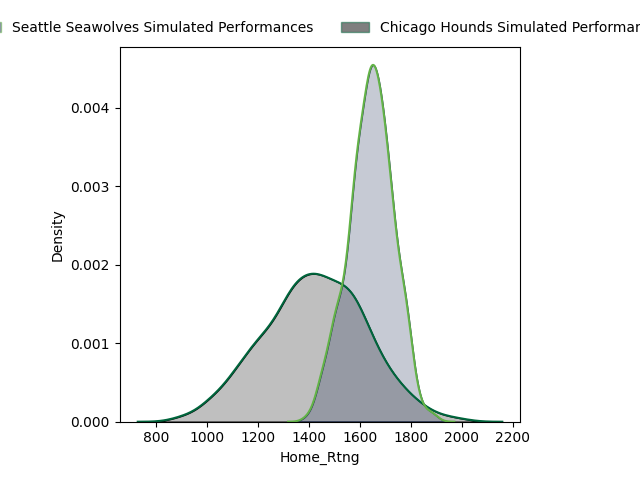 Seattle Seawolves Simulated Performances
Chicago Hounds Simulated Performar
0.004
0.003
0.002
0.001
0.000
Density
800 1000 1200 1400 1600 1800 2000 2200
Home_Rtng